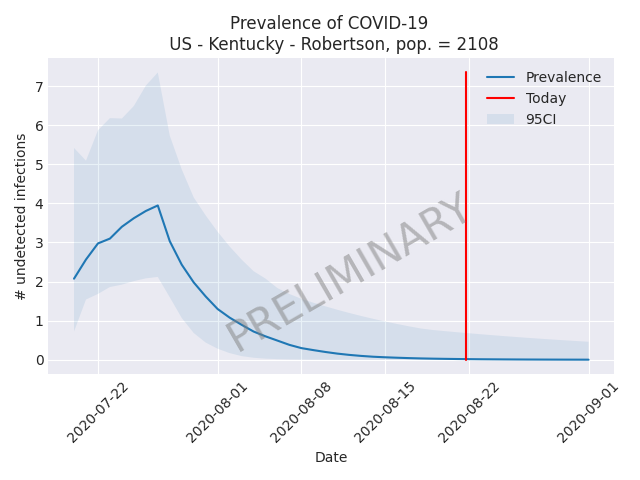 Prevalence of COVID-19
US - Kentucky - Robertson, pop. = 2108
# undetected infections
7
6
5
4
3
2
1
0
Prevalence
Today
95CI
PRELIMINARY
2020-07-22
2020-08-01
2020-08-08
2020-08-15
2020-08-22
2020-09-01
Date